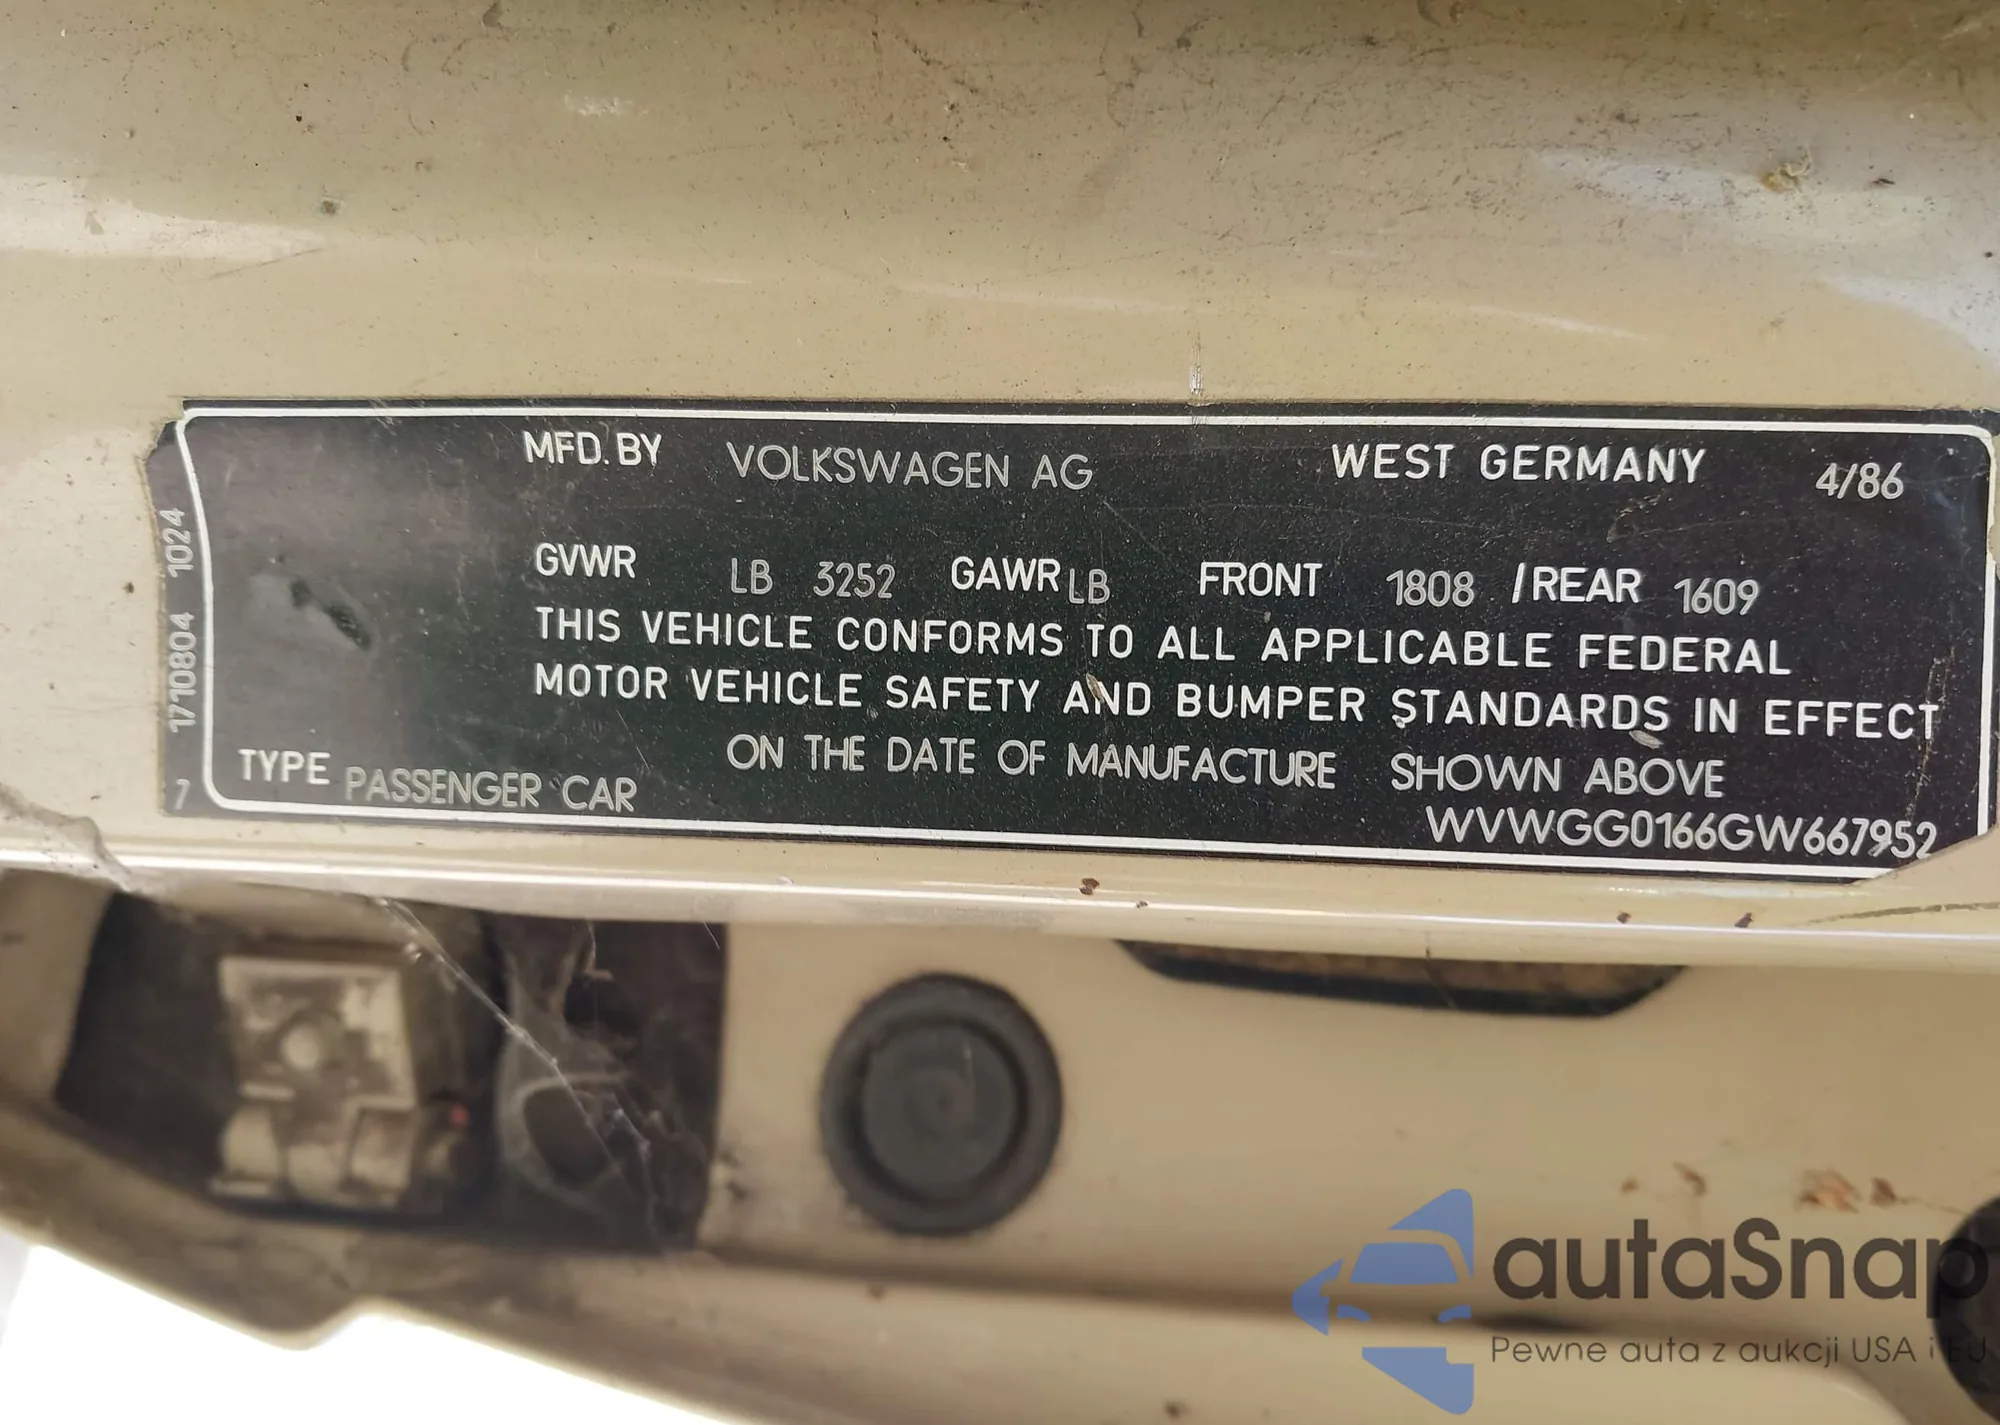 MFD. BY VOLKSWAGEN AG WEST GERMANY 4/86
GVWR LB 3252 GAWR LB FRONT 1808 /REAR 1609
THIS VEHICLE CONFORMS TO ALL APPLICABLE FEDERAL
MOTOR VEHICLE SAFETY AND BUMPER STANDARDS IN EFFECT
ON THE DATE OF MANUFACTURE SHOWN ABOVE
TYPE PASSENGER CAR
WVWGG0166GW667952
7 1710804 1024
autaSnap
Pewne auta z aukcji USA i EU